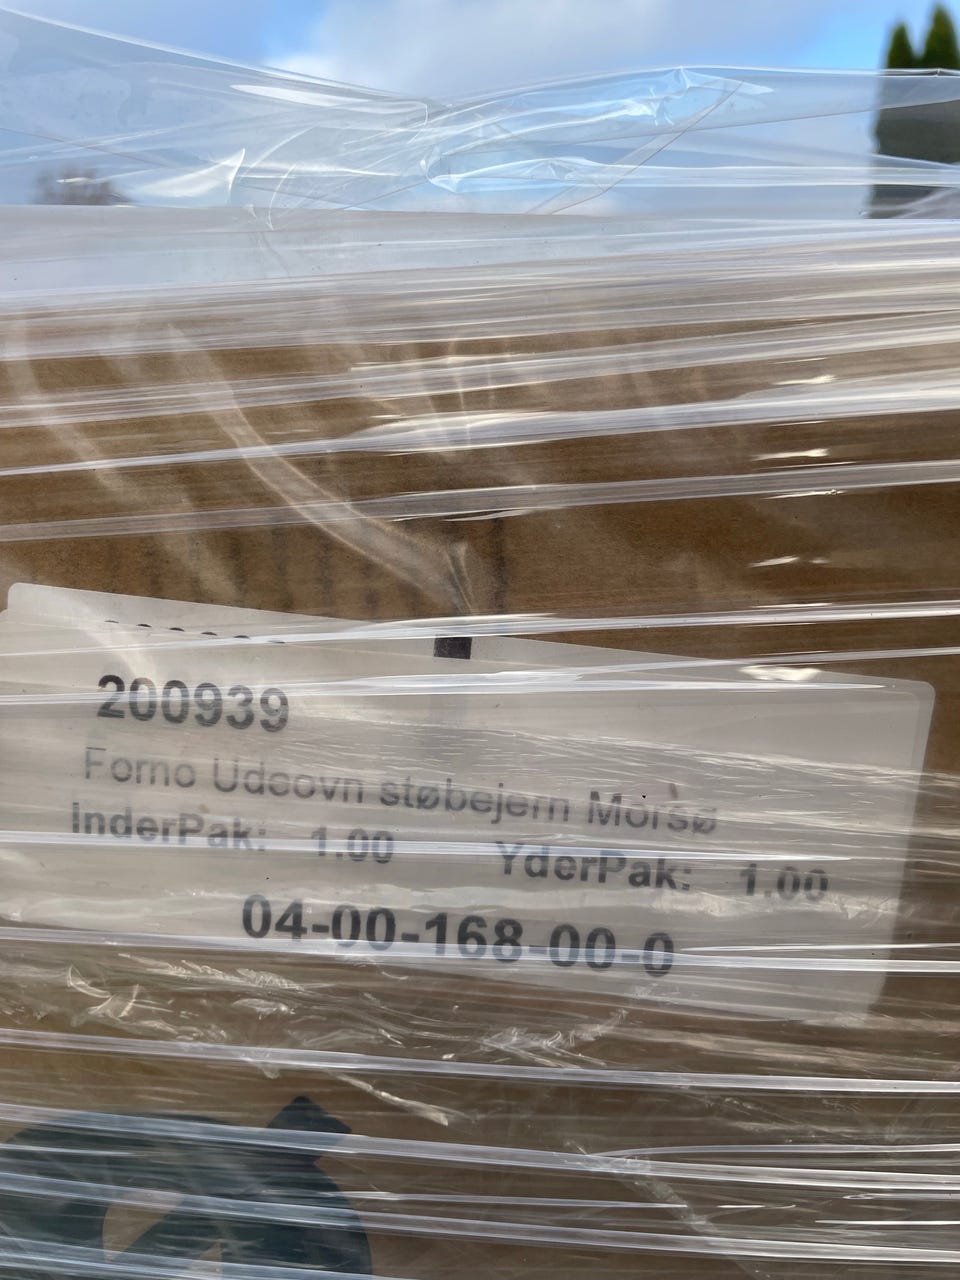 200939
Forno Udeovn støbejern Morsø
InderPak: 1.00 YderPak: 1.00
04-00-168-00-0